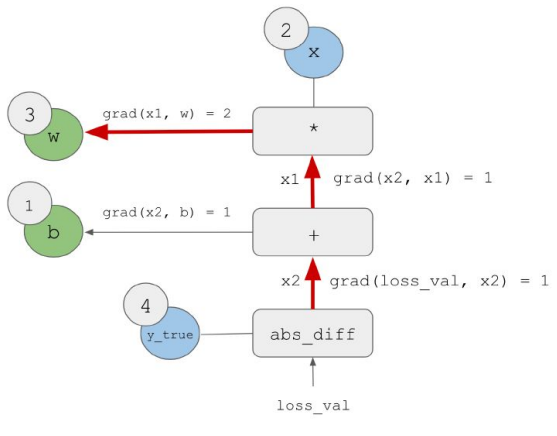 2
x
3
w
grad(x1, w) = 2
*
x1
grad(x2, x1) = 1
1
b
grad(x2, b) = 1
+
x2
grad(loss_val, x2) = 1
4
y_true
abs_diff
loss_val